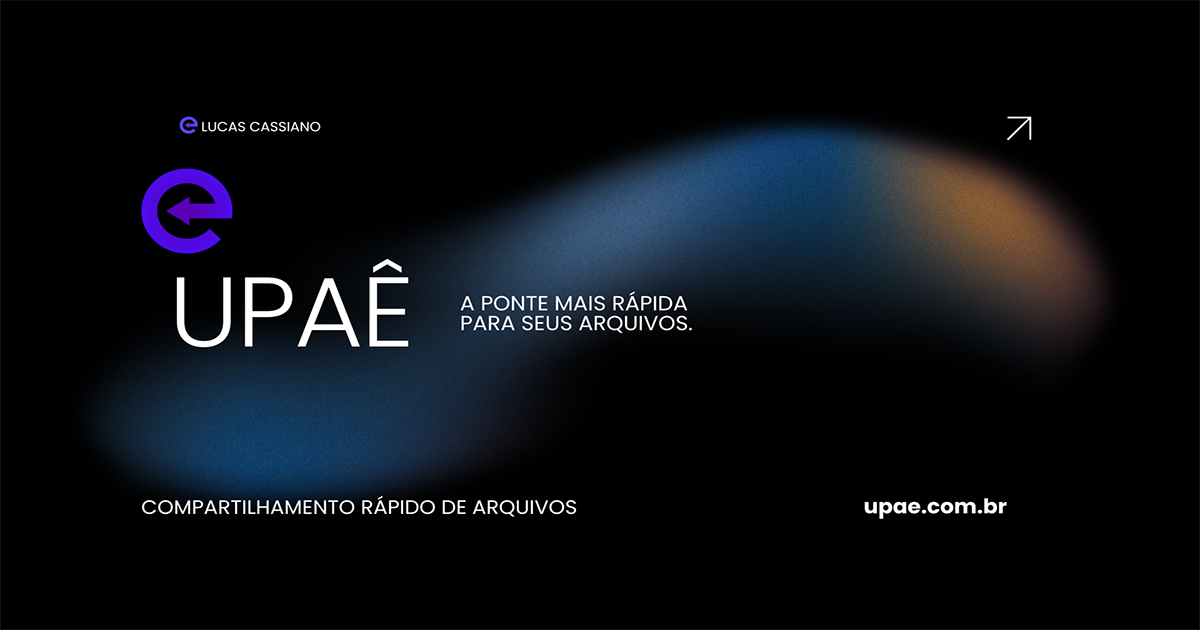 LUCAS CASSIANO
UPAÊ
A PONTE MAIS RÁPIDA
PARA SEUS ARQUIVOS.
COMPARTILHAMENTO RÁPIDO DE ARQUIVOS
upae.com.br